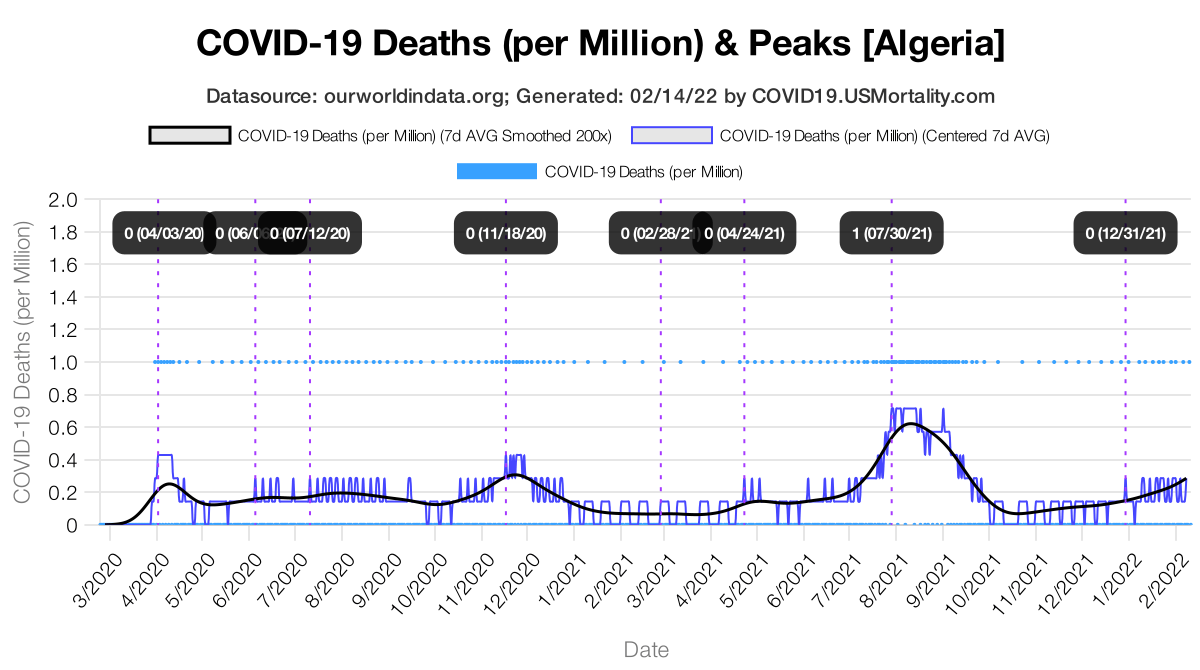 COVID-19 Deaths (per Million) & Peaks [Algeria]
Datasource: ourworldindata.org; Generated: 02/14/22 by COVID19.USMortality.com
COVID-19 Deaths (per Million) (7d AVG Smoothed 200x) COVID-19 Deaths (per Million) (Centered 7d AVG)
COVID-19 Deaths (per Million)
COVID-19 Deaths (per Million)
2.0
1.8
1.6
1.4
1.2
1.0
0.8
0.6
0.4
0.2
0
0 (04/03/20) 0 (06/0 0 (07/12/20) 0 (11/18/20) 0 (02/28/21 0 (04/24/21) 1 (07/30/21) 0 (12/31/21)
3/2020 4/2020 5/2020 6/2020 7/2020 8/2020 9/2020 10/2020 11/2020 12/2020 1/2021 2/2021 3/2021 4/2021 5/2021 6/2021 7/2021 8/2021 9/2021 10/2021 11/2021 12/2021 1/2022 2/2022
Date